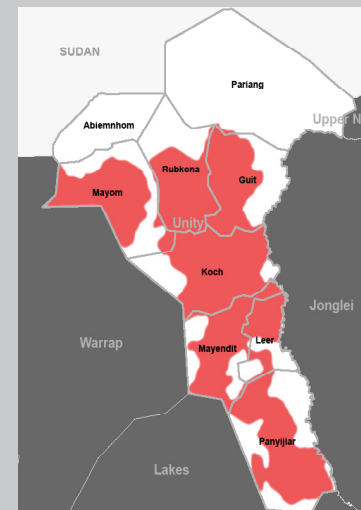 SUDAN
Pariang
Abiemnhom
Upper N
Rubkona
Mayom
Guit
Unity
Koch
Jonglei
Warrap
Mayendit
Leer
Panyijiar
Lakes